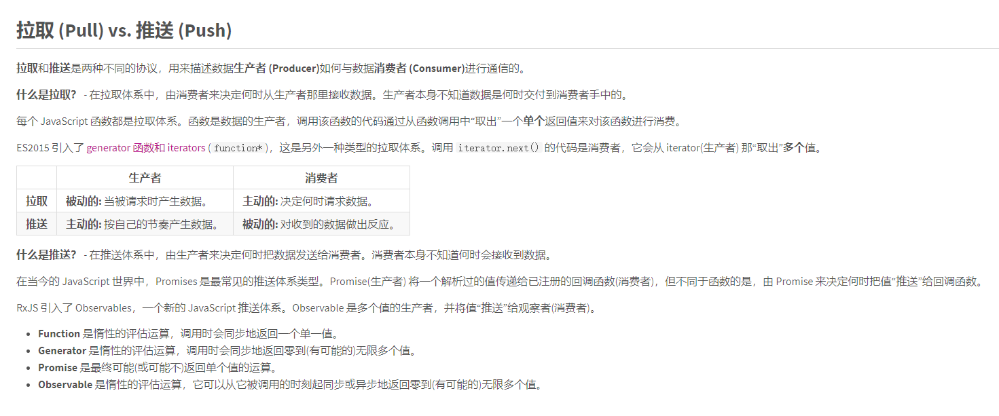 拉取 (Pull) vs. 推送 (Push)
拉取和推送是两种不同的协议，用来描述数据生产者 (Producer)如何与数据消费者 (Consumer)进行通信的。
什么是拉取？ - 在拉取体系中，由消费者来决定何时从生产者那里接收数据。生产者本身不知道数据是何时交付到消费者手中的。
每个 JavaScript 函数都是拉取体系。函数是数据的生产者，调用该函数的代码通过从函数调用中“取出”一个单个返回值来对该函数进行消费。
ES2015 引入了 generator 函数和 iterators ( function* )，这是另外一种类型的拉取体系。调用 iterator.next() 的代码是消费者，它会从 iterator(生产者) 那“取出”多个值。
生产者 消费者
拉取 被动的: 当被请求时产生数据。 主动的: 决定何时请求数据。
推送 主动的: 按自己的节奏产生数据。 被动的: 对收到的数据做出反应。
什么是推送？ - 在推送体系中，由生产者来决定何时把数据发送给消费者。消费者本身不知道何时会接收到数据。
在当今的 JavaScript 世界中，Promises 是最常见的推送体系类型。Promise(生产者) 将一个解析过的值传递给已注册的回调函数(消费者)，但不同于函数的是，由 Promise 来决定何时把值“推送”给回调函数。
RxJS 引入了 Observables，一个新的 JavaScript 推送体系。Observable 是多个值的生产者，并将值“推送”给观察者(消费者)。
• Function 是惰性的评估运算，调用时会同步地返回一个单一值。
• Generator 是惰性的评估运算，调用时会同步地返回零到(有可能的)无限多个值。
• Promise 是最终可能(或可能不)返回单个值的运算。
• Observable 是惰性的评估运算，它可以从它被调用的时刻起同步或异步地返回零到(有可能的)无限多个值。